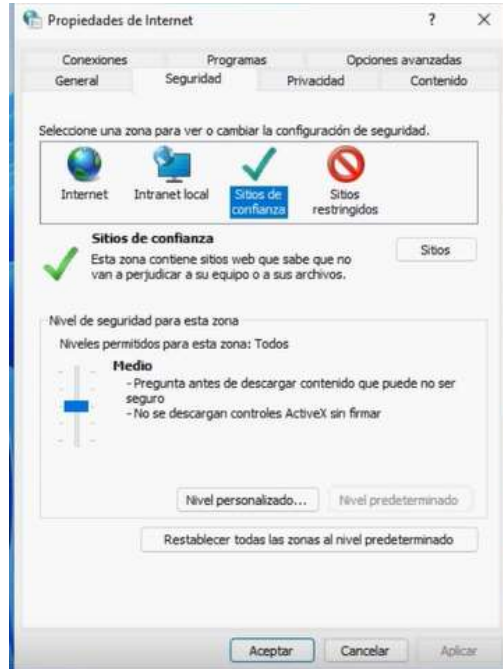 Propiedades de Internet
?
X
Conexiones Programas Opciones avanzadas
General Seguridad Privacidad Contenido
Seleccione una zona para ver o cambiar la configuración de seguridad.
Internet
Intranet local
Sitios de
confianza
Sitios
restringidos
Sitios de confianza
Esta zona contiene sitios web que sabe que no
van a perjudicar a su equipo o a sus archivos.
Sitios
Nivel de seguridad para esta zona
Niveles permitidos para esta zona: Todos
Medio
- Pregunta antes de descargar contenido que puede no ser
seguro
- No se descargan controles ActiveX sin firmar
Nivel personalizado... Nivel predeterminado
Restablecer todas las zonas al nivel predeterminado
Aceptar Cancelar Aplicar